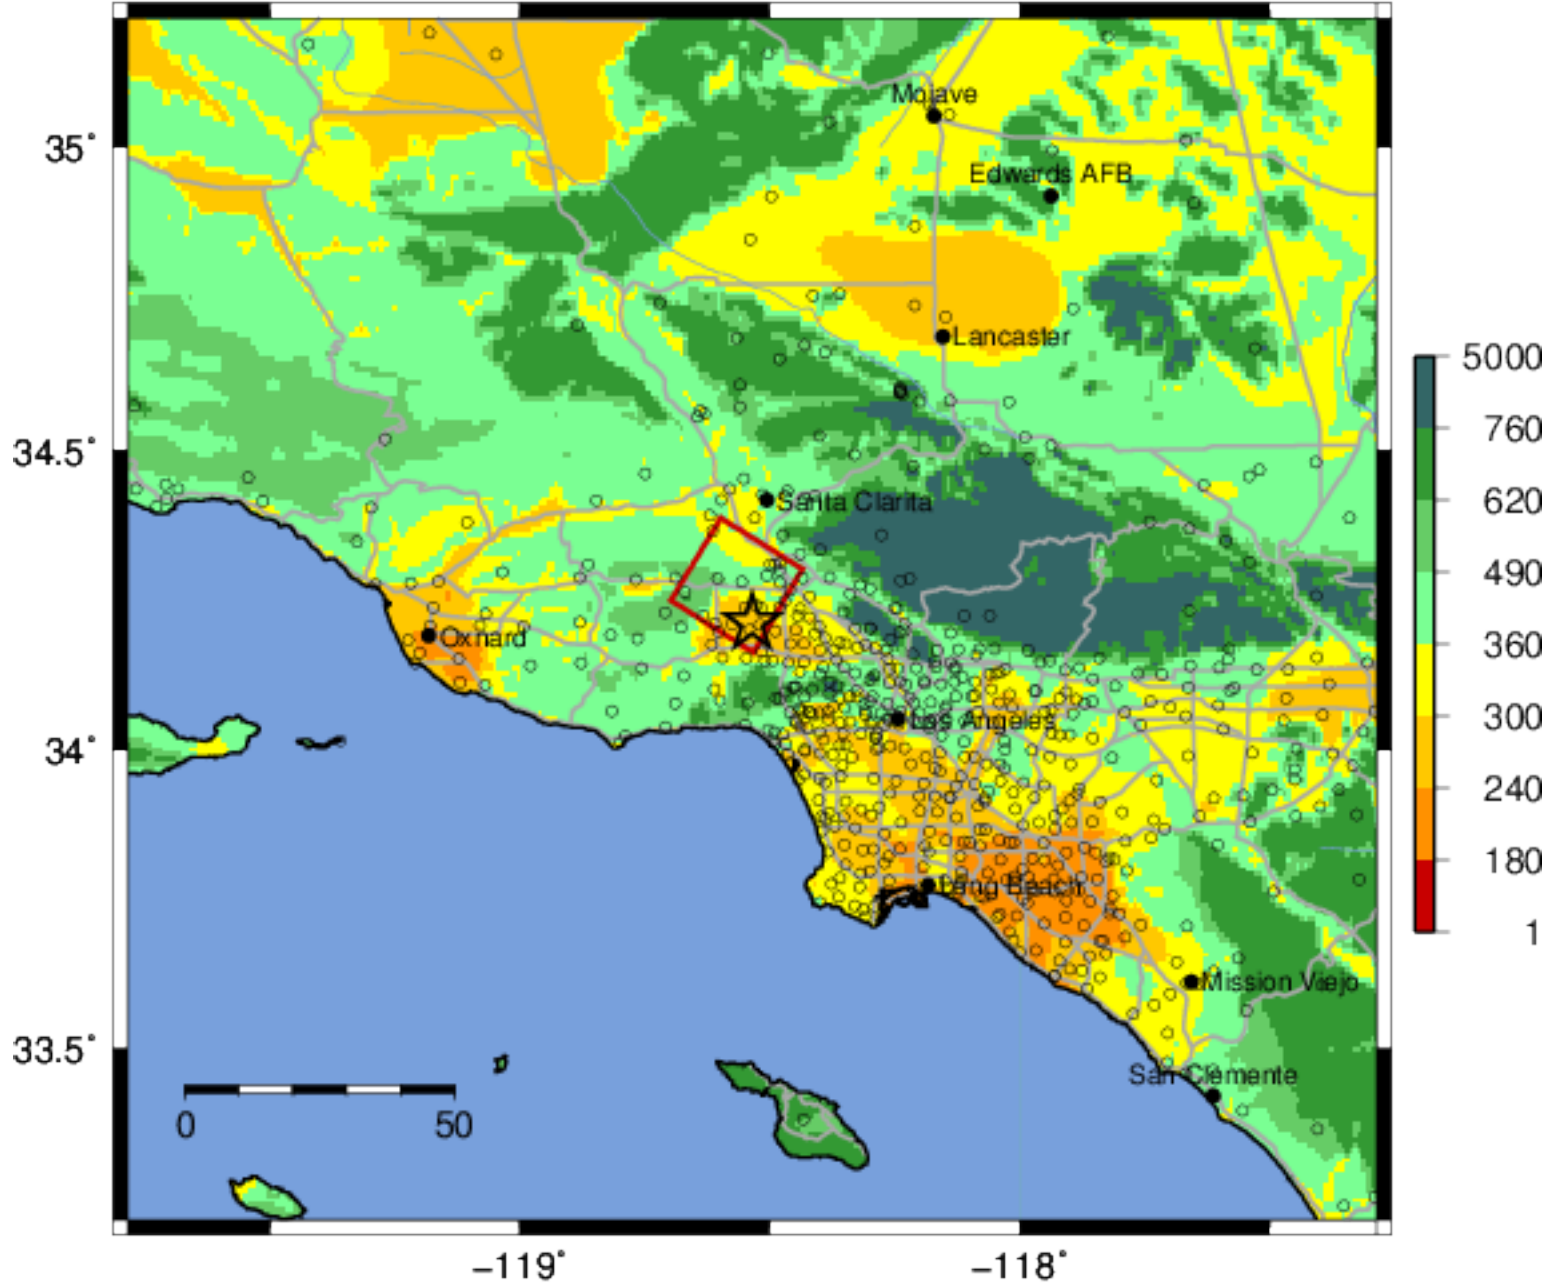 Mojave
35°
Edwards AFB
Lancaster
5000
760
34.5°
Santa Clarita
620
490
Oxnard
360
300
Los Angeles
34°
240
180
Long Beach
1
Mission Viejo
33.5°
San Clemente
0
50
-119°
-118°